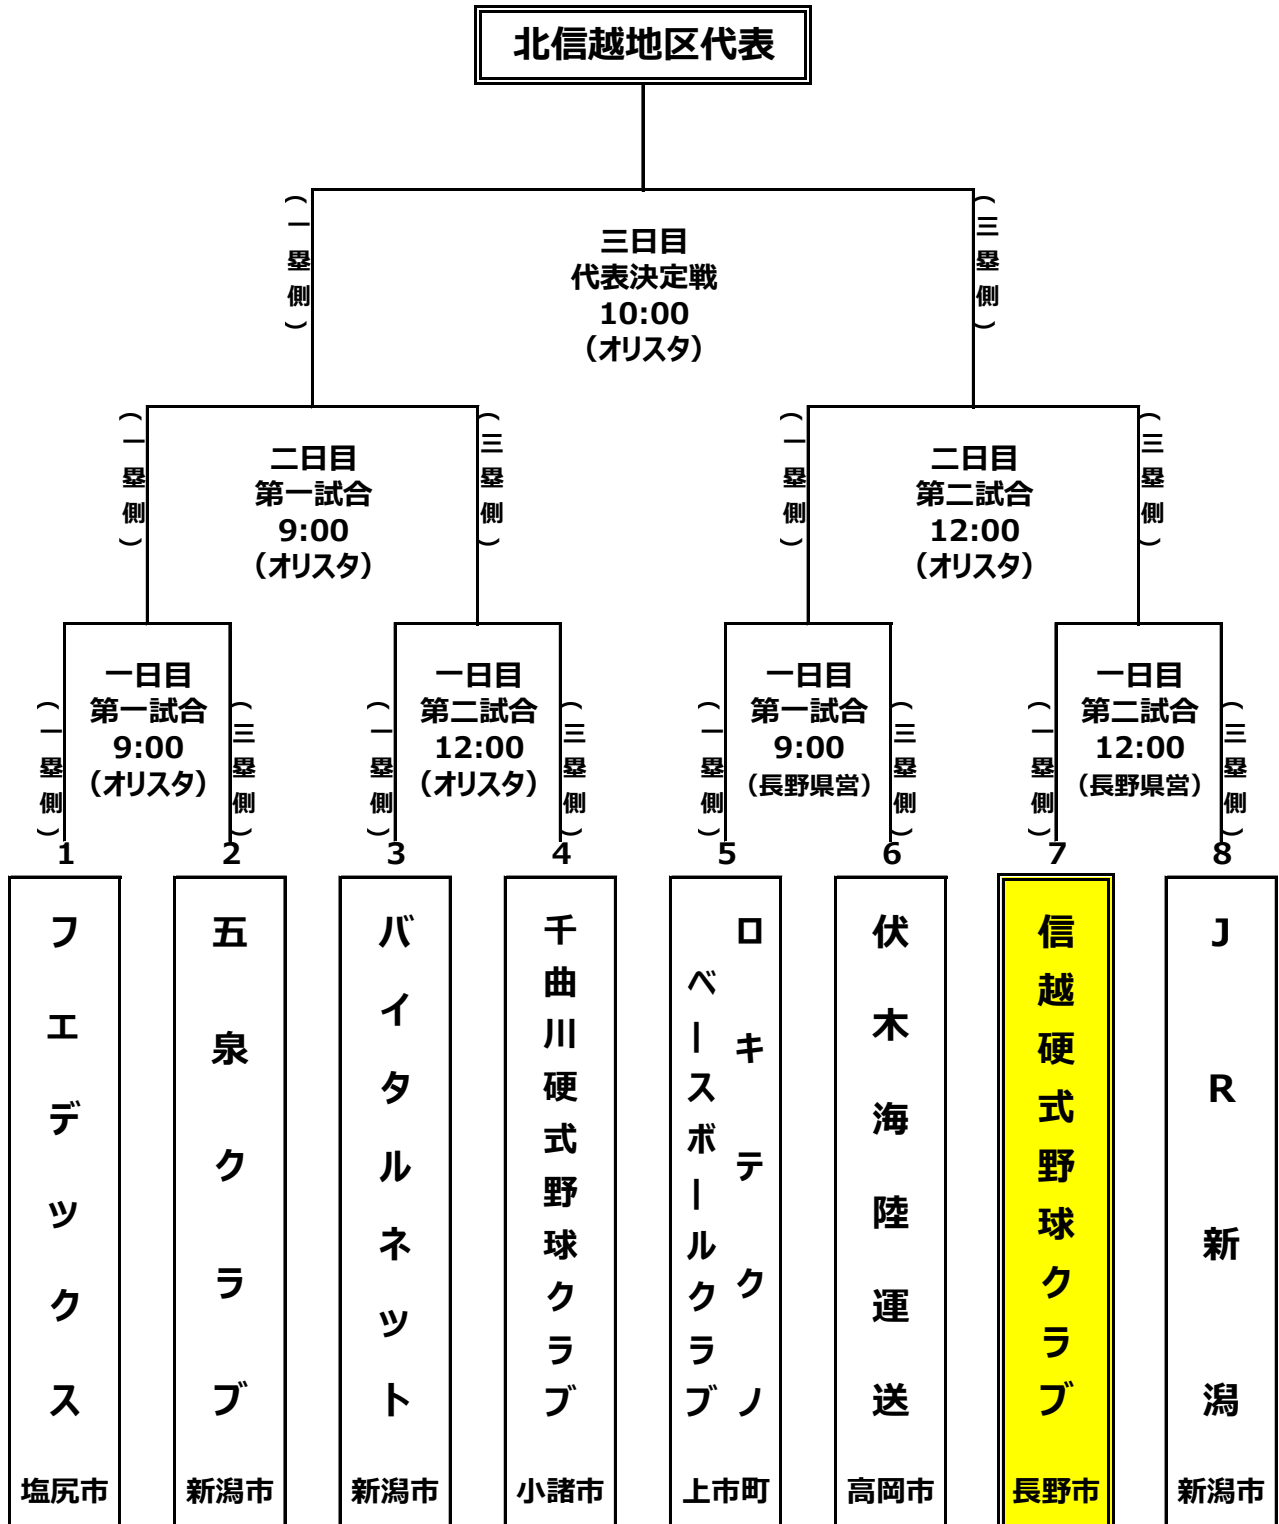 北信越地区代表
（一塁側）
三日目
代表決定戦
10:00
（オリスタ）
（三塁側）
（一塁側）
二日目
第一試合
9:00
（オリスタ）
（三塁側）
（一塁側）
二日目
第二試合
12:00
（オリスタ）
（三塁側）
（一塁側）
一日目
第一試合
9:00
（オリスタ）
（三塁側）
（一塁側）
一日目
第二試合
12:00
（オリスタ）
（三塁側）
（一塁側）
一日目
第一試合
9:00
（長野県営）
（三塁側）
（一塁側）
一日目
第二試合
12:00
（長野県営）
（三塁側）
1
フェデックス
塩尻市
2
五泉クラブ
新潟市
3
バイタルネット
新潟市
4
千曲川硬式野球クラブ
小諸市
5
ロキテクノ
ベースボールクラブ
上市町
6
伏木海陸運送
高岡市
7
信越硬式野球クラブ
長野市
8
JR新潟
新潟市